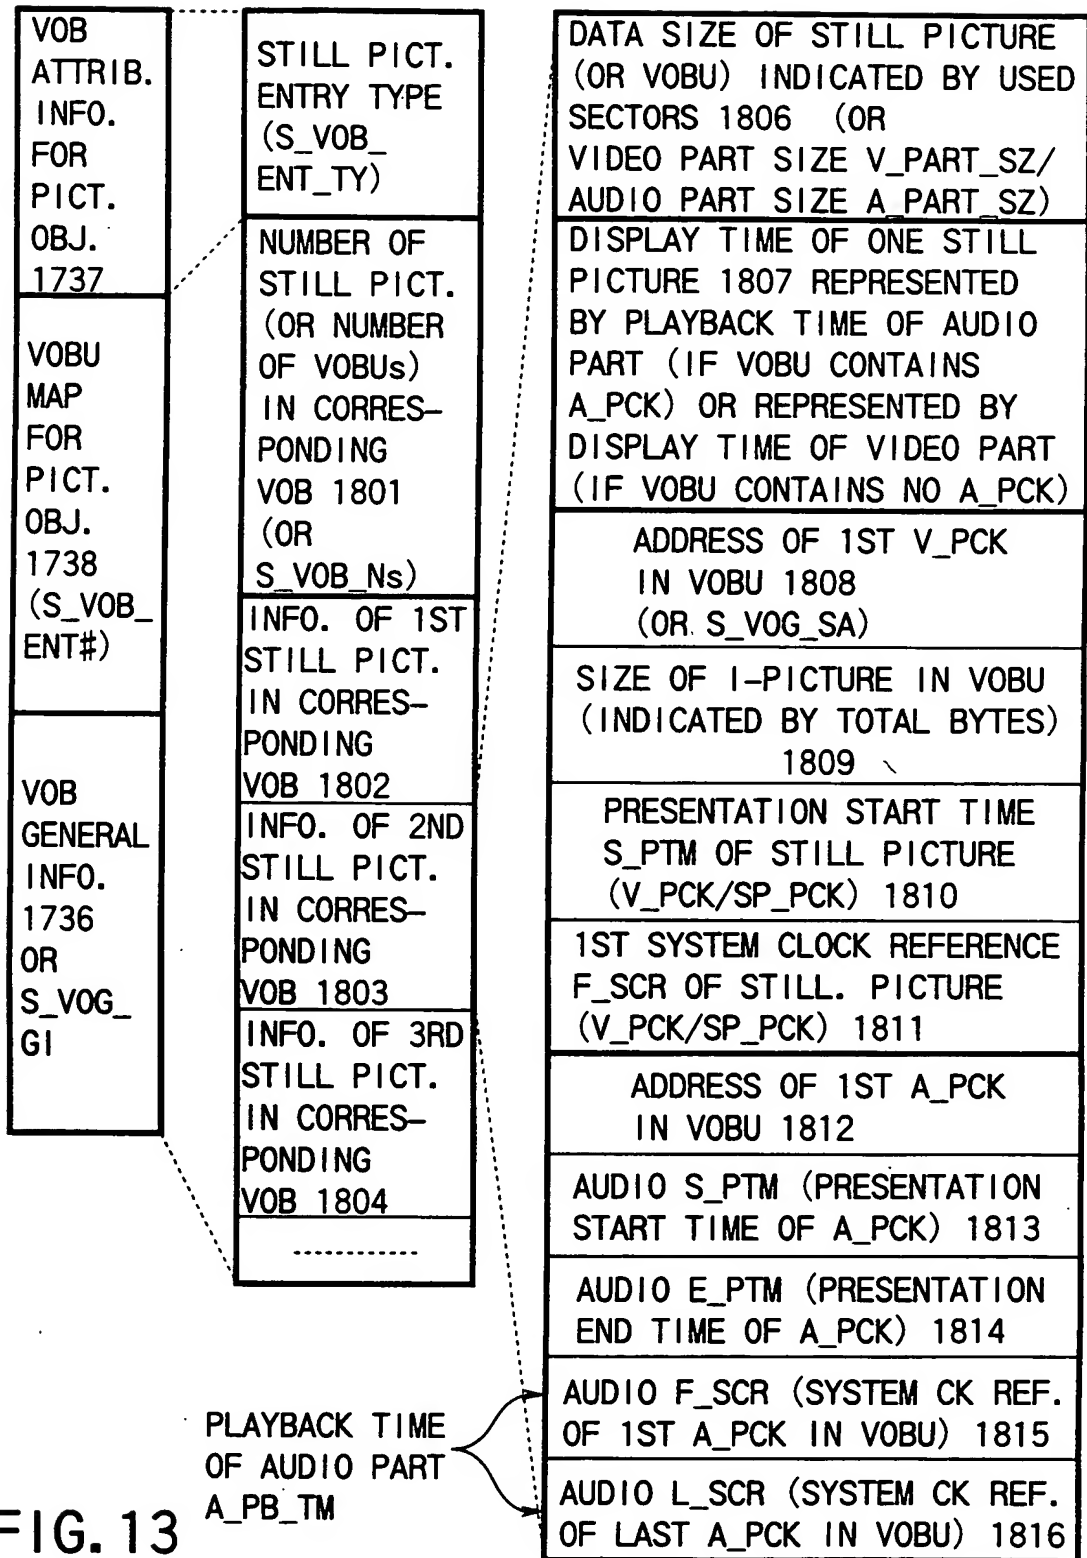 VOB
ATTRIB.
INFO.
FOR
PICT.
OBJ.
1737
VOBU
MAP
FOR
PICT.
OBJ.
1738
(S_VOB_
ENT#)
VOB
GENERAL
INFO.
1736
OR
S_VOG_
GI
STILL PICT.
ENTRY TYPE
(S_VOB_
ENT_TY)
NUMBER OF
STILL PICT.
(OR NUMBER
OF VOBUs)
IN CORRES-
PONDING
VOB 1801
(OR
S_VOB_Ns)
INFO. OF 1ST
STILL PICT.
IN CORRES-
PONDING
VOB 1802
INFO. OF 2ND
STILL PICT.
IN CORRES-
PONDING
VOB 1803
INFO. OF 3RD
STILL PICT.
IN CORRES-
PONDING
VOB 1804
...........
DATA SIZE OF STILL PICTURE
(OR VOBU) INDICATED BY USED
SECTORS 1806 (OR
VIDEO PART SIZE V_PART_SZ/
AUDIO PART SIZE A_PART_SZ)
DISPLAY TIME OF ONE STILL
PICTURE 1807 REPRESENTED
BY PLAYBACK TIME OF AUDIO
PART (IF VOBU CONTAINS
A_PCK) OR REPRESENTED BY
DISPLAY TIME OF VIDEO PART
(IF VOBU CONTAINS NO A_PCK)
ADDRESS OF 1ST V_PCK
IN VOBU 1808
(OR S_VOG_SA)
SIZE OF I-PICTURE IN VOBU
(INDICATED BY TOTAL BYTES)
1809
PRESENTATION START TIME
S_PTM OF STILL PICTURE
(V_PCK/SP_PCK) 1810
1ST SYSTEM CLOCK REFERENCE
F_SCR OF STILL. PICTURE
(V_PCK/SP_PCK) 1811
ADDRESS OF 1ST A_PCK
IN VOBU 1812
AUDIO S_PTM (PRESENTATION
START TIME OF A_PCK) 1813
AUDIO E_PTM (PRESENTATION
END TIME OF A_PCK) 1814
AUDIO F_SCR (SYSTEM CK REF.
OF 1ST A_PCK IN VOBU) 1815
AUDIO L_SCR (SYSTEM CK REF.
OF LAST A_PCK IN VOBU) 1816
PLAYBACK TIME
OF AUDIO PART
A_PB_TM
FIG. 13